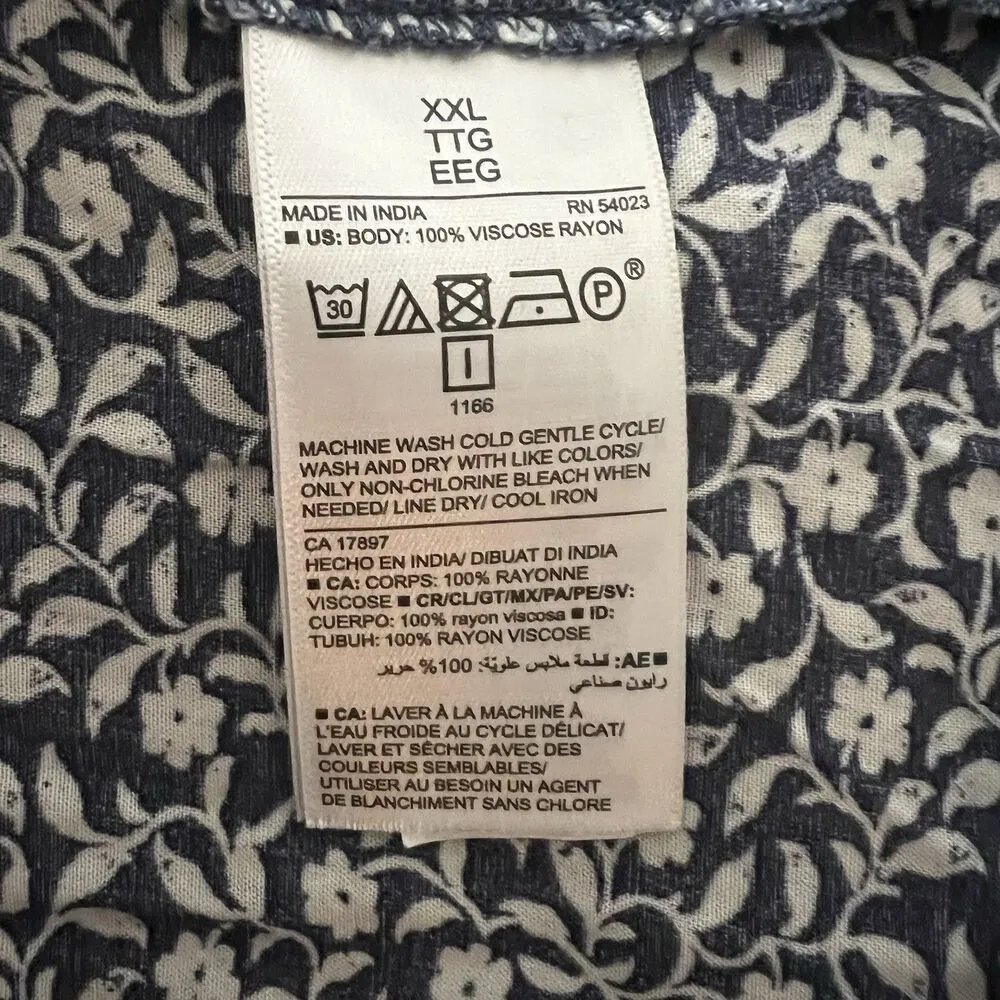 XXL
TTG
EEG
MADE IN INDIA RN 54023
■ US: BODY: 100% VISCOSE RAYON
30 P ®
1166
MACHINE WASH COLD GENTLE CYCLE/
WASH AND DRY WITH LIKE COLORS/
ONLY NON-CHLORINE BLEACH WHEN
NEEDED/ LINE DRY/ COOL IRON
CA 17897
HECHO EN INDIA/ DIBUAT DI INDIA
■ CA: CORPS: 100% RAYONNE
VISCOSE ■ CR/CL/GT/MX/PA/PE/SV:
CUERPO: 100% rayon viscosa ■ ID:
TUBUH: 100% RAYON VISCOSE
■AE: قطعة ملابس علويّة: 100% حرير
رايون صناعي
■ CA: LAVER À LA MACHINE À
L'EAU FROIDE AU CYCLE DÉLICAT/
LAVER ET SÉCHER AVEC DES
COULEURS SEMBLABLES/
UTILISER AU BESOIN UN AGENT
DE BLANCHIMENT SANS CHLORE